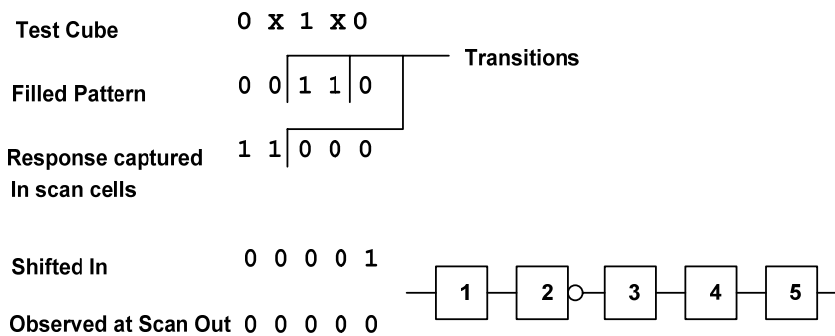 Test Cube 0 X 1 X 0
Transitions
Filled Pattern 0 0 1 1 0
Response captured 1 1 0 0 0
In scan cells
Shifted In 0 0 0 0 1
1 2 3 4 5
Observed at Scan Out 0 0 0 0 0